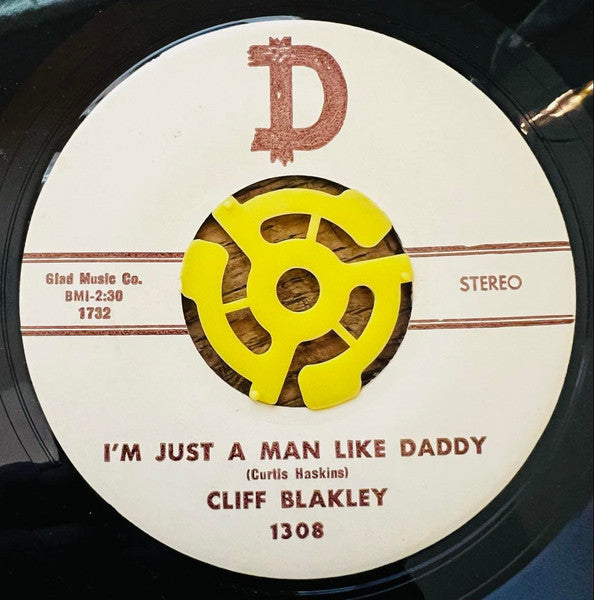 D
Glad Music Co.
BMI-2:30
1732
STEREO
I'M JUST A MAN LIKE DADDY
(Curtis Haskins)
CLIFF BLAKLEY
1308